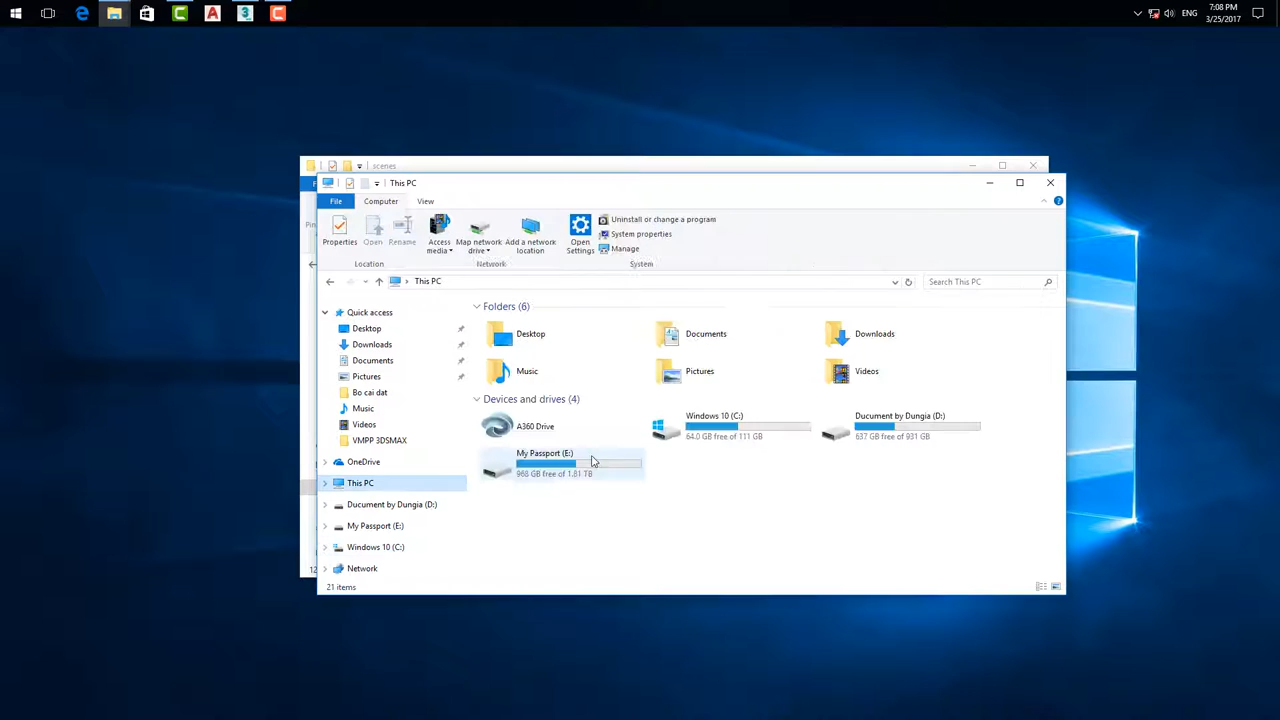 7:08 PM
ENG
3/25/2017
scenes
This PC
File
Computer
View
Properties
Open
Rename
Access media
Map network drive
Add a network location
Open Settings
Uninstall or change a program
System properties
Manage
Location
Network
System
This PC
Search This PC
Quick access
Desktop
Downloads
Documents
Pictures
Bo cai dat
Music
Videos
VMPP 3DSMAX
OneDrive
This PC
Ducument by Dungia (D:)
My Passport (E:)
Windows 10 (C:)
Network
Folders (6)
Desktop
Documents
Downloads
Music
Pictures
Videos
Devices and drives (4)
A360 Drive
Windows 10 (C:)
64.0 GB free of 111 GB
Ducument by Dungia (D:)
637 GB free of 931 GB
My Passport (E:)
968 GB free of 1.81 TB
21 items